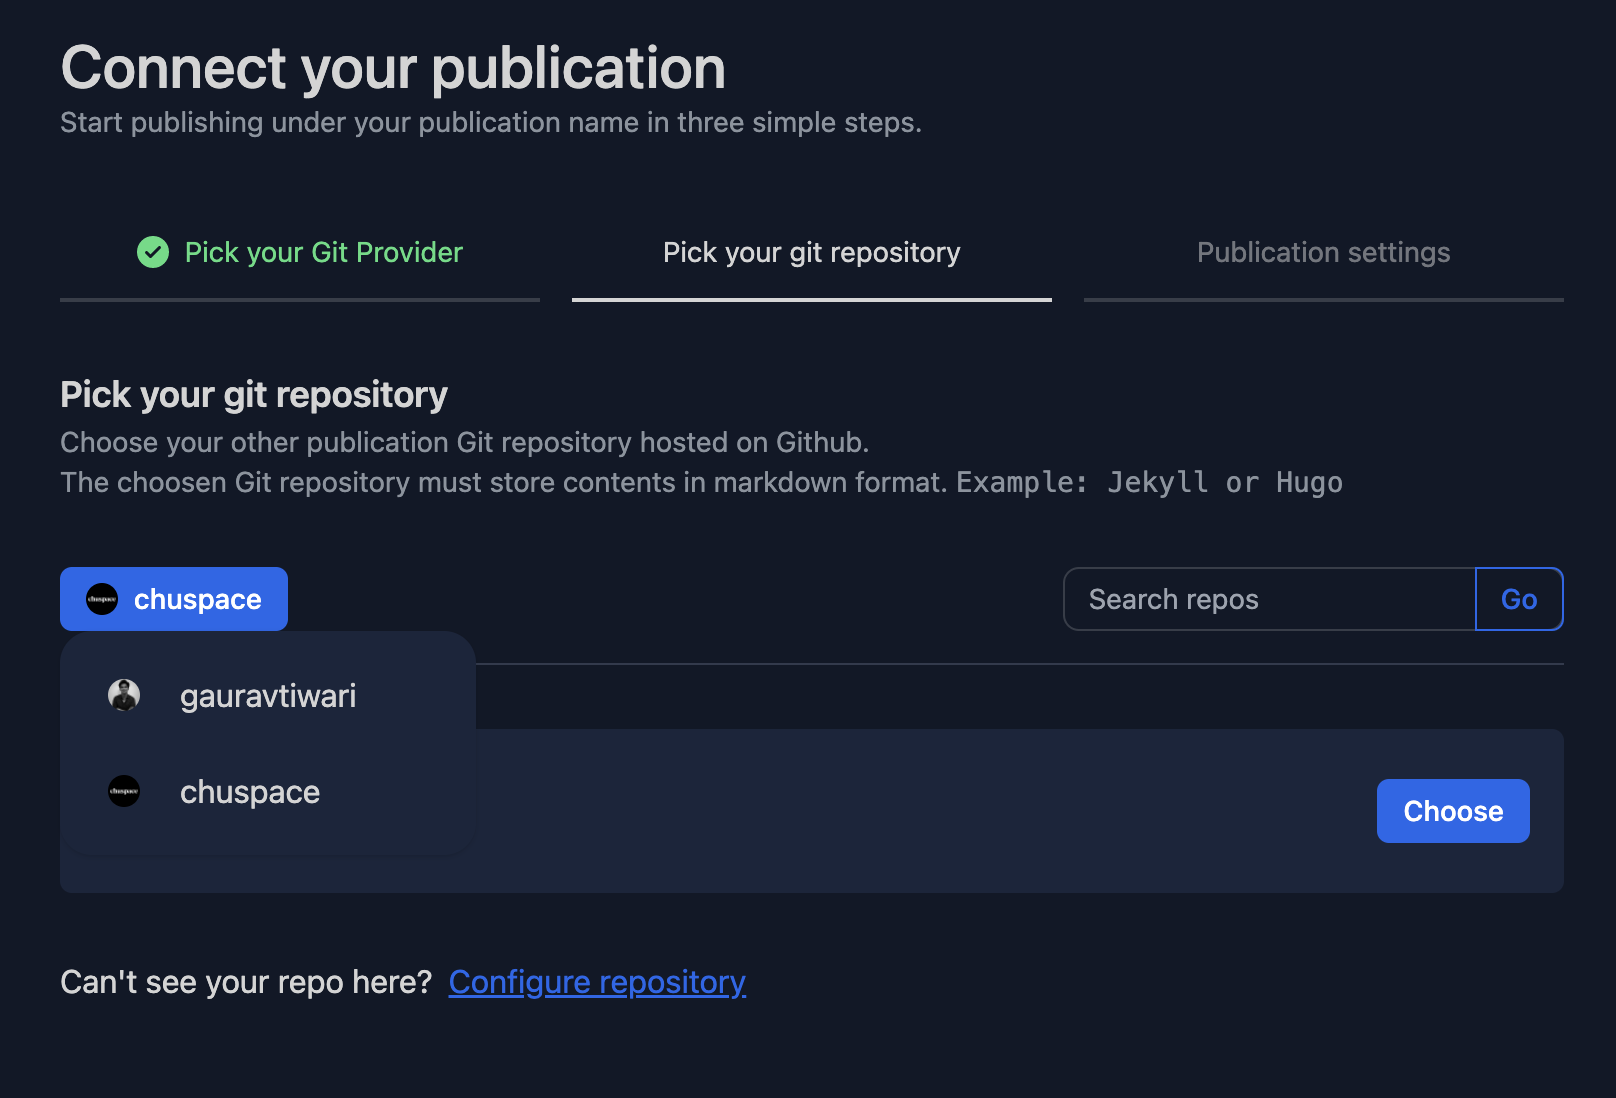 Connect your publication
Start publishing under your publication name in three simple steps.
Pick your Git Provider
Pick your git repository
Publication settings
Pick your git repository
Choose your other publication Git repository hosted on Github.
The choosen Git repository must store contents in markdown format. Example: Jekyll or Hugo
chuspace chuspace
Search repos
Go
gauravtiwari
chuspace chuspace
Choose
Can't see your repo here? Configure repository